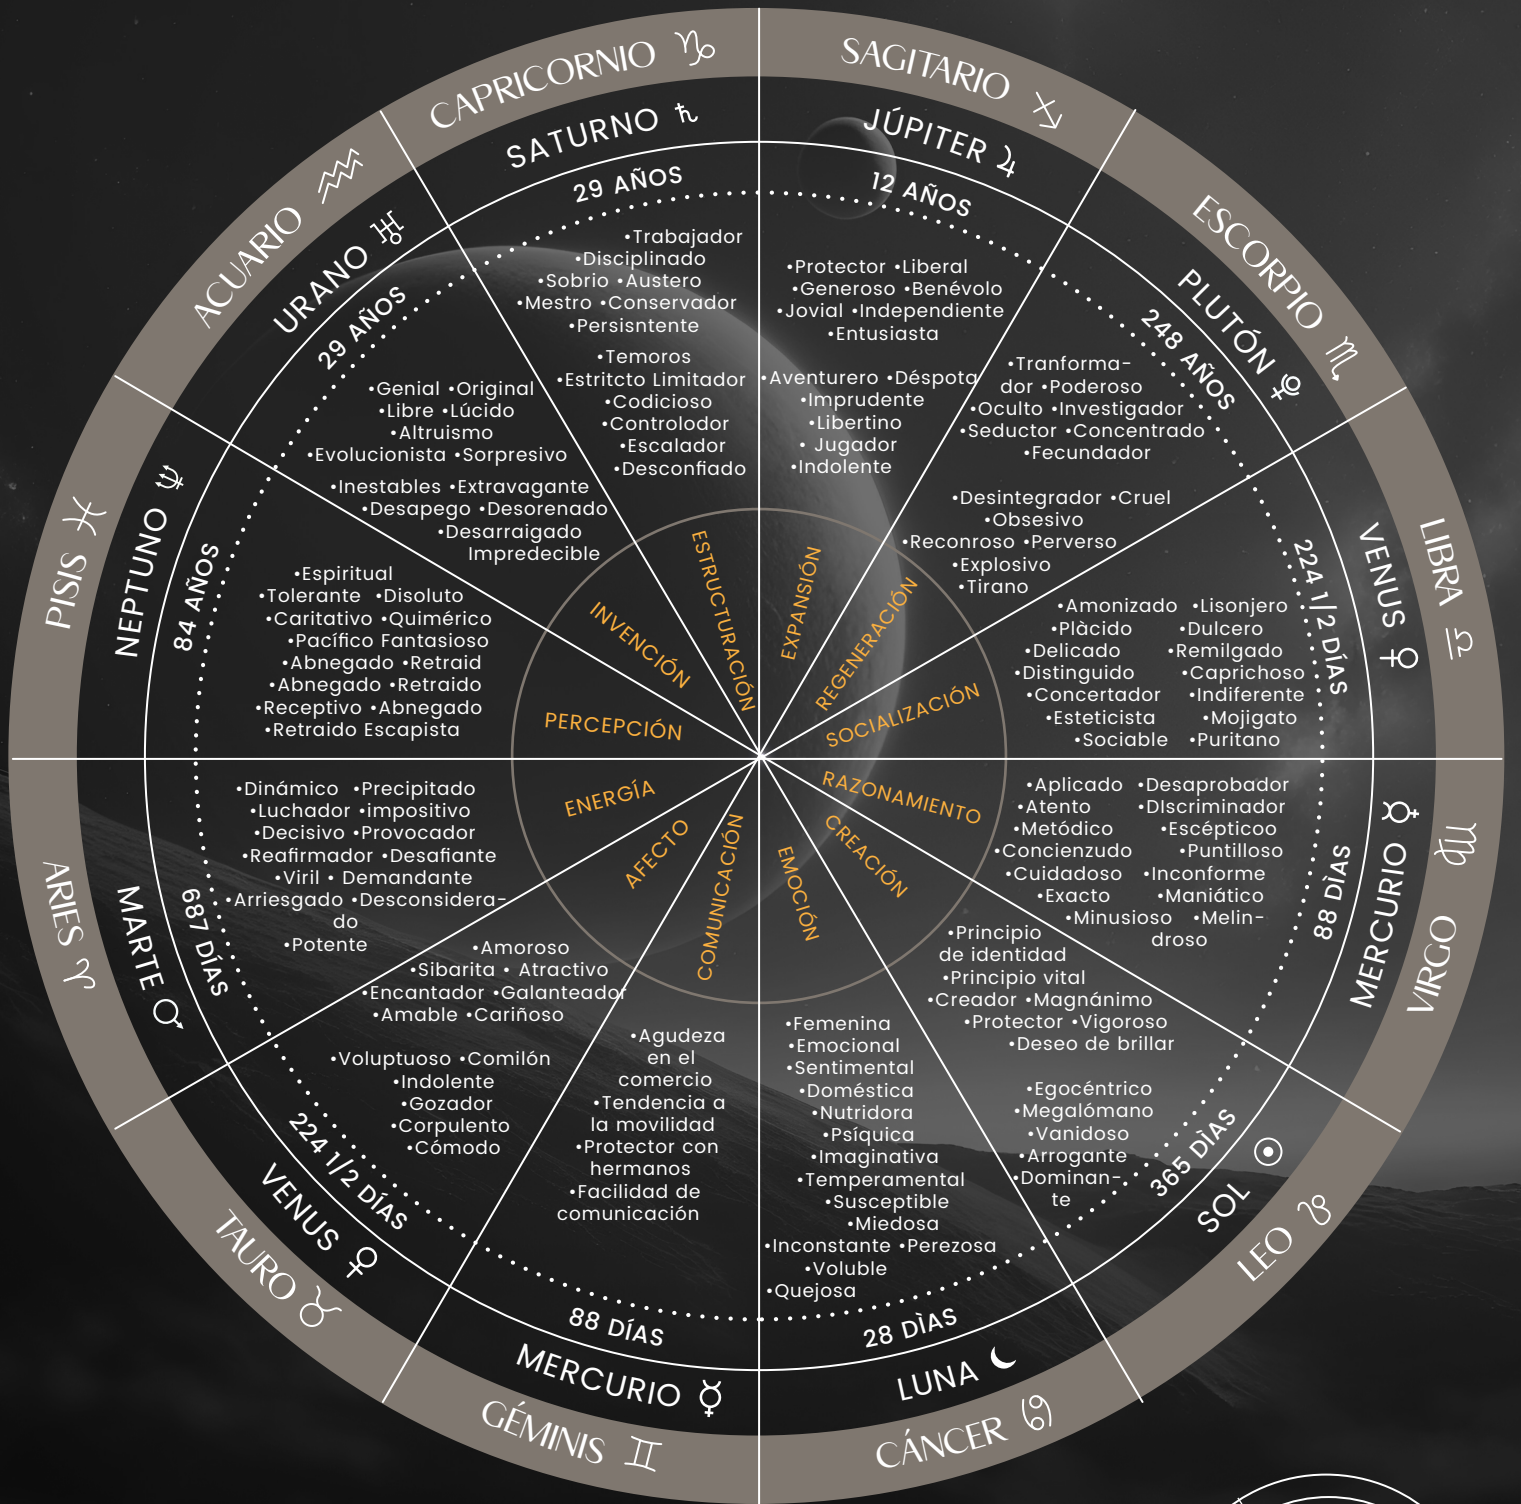 CAPRICORNIO
SATURNO
29 AÑOS
•Trabajador
•Disciplinado
•Sobrio •Austero
•Mestro •Conservador
•Persisntente
•Temoros
•Estritcto Limitador
•Codicioso
•Controlodor
•Escalador
•Desconfiado
ESTRUCTURACIÓN
SAGITARIO
JÚPITER
12 AÑOS
•Protector •Liberal
•Generoso •Benévolo
•Jovial •Independiente
•Entusiasta
•Aventurero •Déspota
•Imprudente
•Libertino
• Jugador
•Indolente
EXPANSIÓN
ESCORPIO
PLUTÓN
248 AÑOS
•Tranforma-
dor •Poderoso
•Oculto •Investigador
•Seductor •Concentrado
•Fecundador
•Desintegrador •Cruel
•Obsesivo
•Reconroso •Perverso
•Explosivo
•Tirano
REGENERACIÓN
LIBRA
VENUS
224 1/2 DÍAS
•Amonizado •Lisonjero
•Plàcido •Dulcero
•Delicado •Remilgado
•Distinguido •Caprichoso
•Concertador •Indiferente
•Esteticista •Mojigato
•Sociable •Puritano
SOCIALIZACIÓN
VIRGO
MERCURIO
88 DÌAS
•Aplicado •Desaprobador
•Atento •DIscriminador
•Metódico •Escépticoo
•Concienzudo •Puntilloso
•Cuidadoso •Inconforme
•Exacto •Maniático
•Minusioso •Melin-
droso
RAZONAMIENTO
LEO
SOL
365 DÌAS
•Principio
de identidad
•Principio vital
•Creador •Magnánimo
•Protector •Vigoroso
•Deseo de brillar
•Egocéntrico
•Megalómano
•Vanidoso
•Arrogante
•Dominan-
te
CREACIÓN
CÁNCER
LUNA
28 DÌAS
•Femenina
•Emocional
•Sentimental
•Doméstica
•Nutridora
•Psíquica
•Imaginativa
•Temperamental
•Susceptible
•Miedosa
•Inconstante •Perezosa
•Voluble
•Quejosa
EMOCIÓN
GÉMINIS
MERCURIO
88 DÍAS
•Agudeza
en el
comercio
•Tendencia a
la movilidad
•Protector con
hermanos
•Facilidad de
comunicación
COMUNICACIÓN
TAURO
VENUS
224 1/2 DÍAS
•Amoroso
•Sibarita • Atractivo
•Encantador •Galanteador
•Amable •Cariñoso
•Voluptuoso •Comilón
•Indolente
•Gozador
•Corpulento
•Cómodo
AFECTO
ARIES
MARTE
687 DÍAS
•Dinámico •Precipitado
•Luchador •impositivo
•Decisivo •Provocador
•Reafirmador •Desafiante
•Viril • Demandante
•Arriesgado •Desconsidera-
do
•Potente
ENERGÍA
PISIS
NEPTUNO
84 AÑOS
•Espiritual
•Tolerante •Disoluto
•Caritativo •Quimérico
•Pacífico Fantasioso
•Abnegado •Retraid
•Abnegado •Retraido
•Receptivo •Abnegado
•Retraido Escapista
PERCEPCIÓN
ACUARIO
URANO
29 AÑOS
•Genial •Original
•Libre •Lúcido
•Altruismo
•Evolucionista •Sorpresivo
•Inestables •Extravagante
•Desapego •Desorenado
•Desarraigado
Impredecible
INVENCIÓN